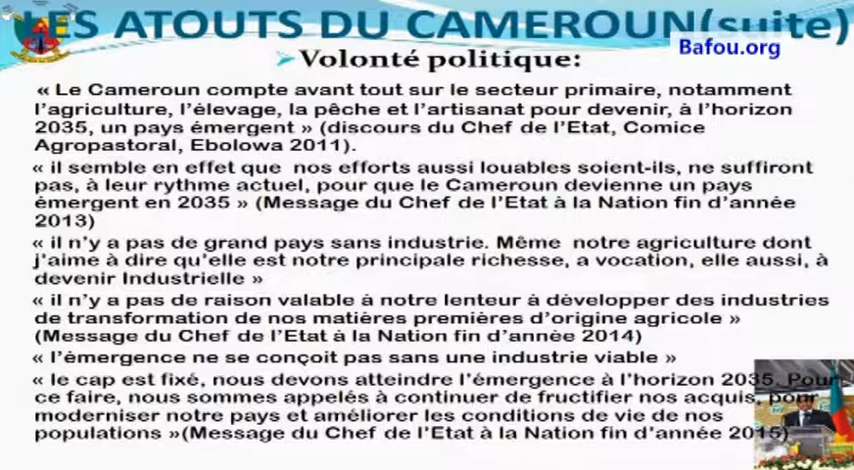 LES ATOUTS DU CAMEROUN(suite)
Bafou.org
➢Volonté politique:
« Le Cameroun compte avant tout sur le secteur primaire, notamment
l'agriculture, l'élevage, la pêche et l'artisanat pour devenir, à l'horizon
2035, un pays émergent » (discours du Chef de l'Etat, Comice
Agropastoral, Ebolowa 2011).
« il semble en effet que nos efforts aussi louables soient-ils, ne suffiront
pas, à leur rythme actuel, pour que le Cameroun devienne un pays
émergent en 2035 » (Message du Chef de l'Etat à la Nation fin d'année
2013)
« il n'y a pas de grand pays sans industrie. Même notre agriculture dont
j'aime à dire qu'elle est notre principale richesse, a vocation, elle aussi, à
devenir Industrielle »
« il n'y a pas de raison valable à notre lenteur à développer des industries
de transformation de nos matières premières d'origine agricole »
(Message du Chef de l'Etat à la Nation fin d'année 2014)
« l'émergence ne se conçoit pas sans une industrie viable »
« le cap est fixé, nous devons atteindre l'émergence à l'horizon 2035. Pour
ce faire, nous sommes appelés à continuer de fructifier nos acquis, pour
moderniser notre pays et améliorer les conditions de vie de nos
populations »(Message du Chef de l'Etat à la Nation fin d'année 2015)